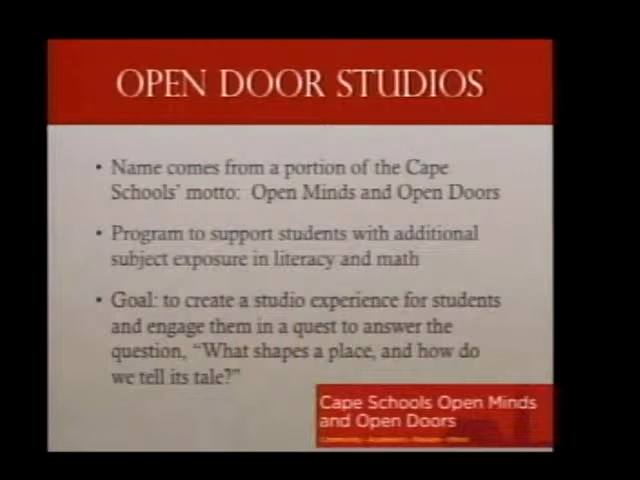 OPEN DOOR STUDIOS
• Name comes from a portion of the Cape
Schools' motto: Open Minds and Open Doors
• Program to support students with additional
subject exposure in literacy and math
• Goal: to create a studio experience for students
and engage them in a quest to answer the
question, "What shapes a place, and how do
we tell its tale?"
Cape Schools Open Minds
and Open Doors